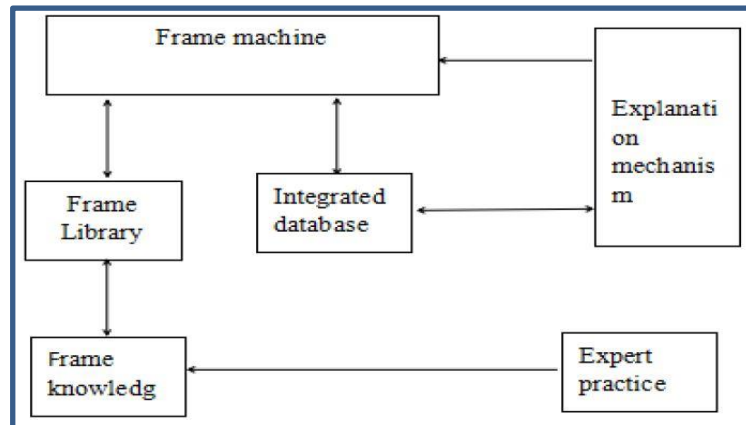 Frame machine
Explanati
on
mechanis
m
Frame
Library
Integrated
database
Frame
knowledg
Expert
practice